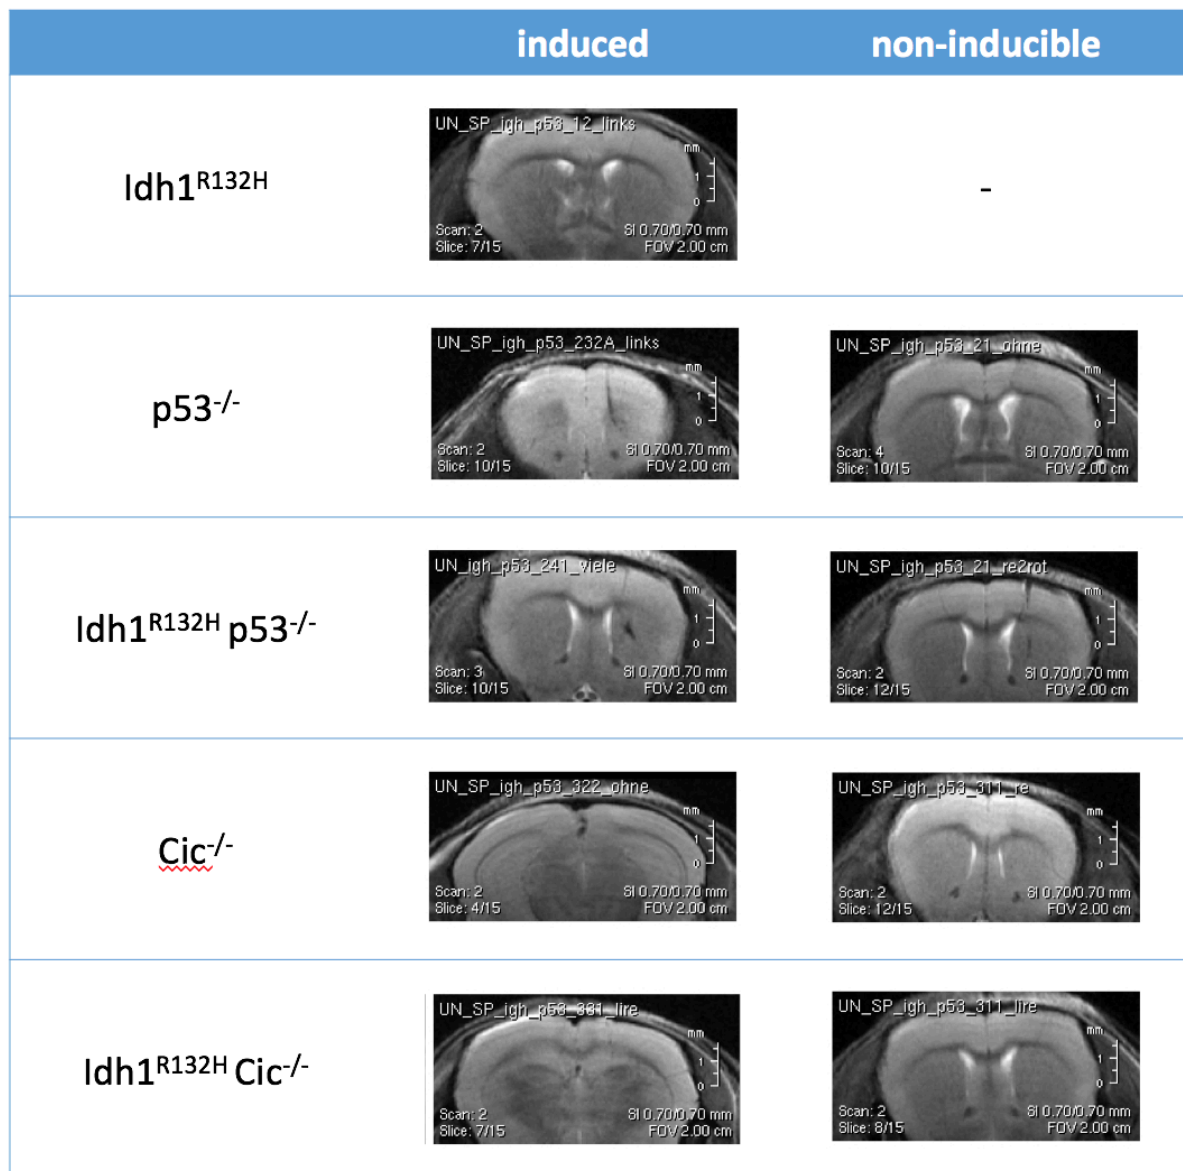 induced non-inducible
Idh1R132H
UN_SP_igh_p53_12_links
mm
1
0
Scan: 2 SI 0.70/0.70 mm
Slice: 7/15 FOV 2.00 cm
-
p53-/-
UN_SP_igh_p53_232A_links
mm
1
0
Scan: 2 SI 0.70/0.70 mm
Slice: 10/15 FOV 2.00 cm
UN_SP_igh_p53_21_ohne
mm
1
0
Scan: 4 SI 0.70/0.70 mm
Slice: 10/15 FOV 2.00 cm
Idh1R132H p53-/-
UN_igh_p53_241_viele
mm
1
0
Scan: 3 SI 0.70/0.70 mm
Slice: 10/15 FOV 2.00 cm
UN_SP_igh_p53_21_re2rot
mm
1
0
Scan: 2 SI 0.70/0.70 mm
Slice: 12/15 FOV 2.00 cm
Cic-/-
UN_SP_igh_p53_322_ohne
mm
1
0
Scan: 2 SI 0.70/0.70 mm
Slice: 4/15 FOV 2.00 cm
UN_SP_igh_p53_311_re
mm
1
0
Scan: 2 SI 0.70/0.70 mm
Slice: 12/15 FOV 2.00 cm
Idh1R132H Cic-/-
UN_SP_igh_p53_331_lire
mm
1
0
Scan: 2 SI 0.70/0.70 mm
Slice: 7/15 FOV 2.00 cm
UN_SP_igh_p53_311_lire
mm
1
0
Scan: 2 SI 0.70/0.70 mm
Slice: 8/15 FOV 2.00 cm